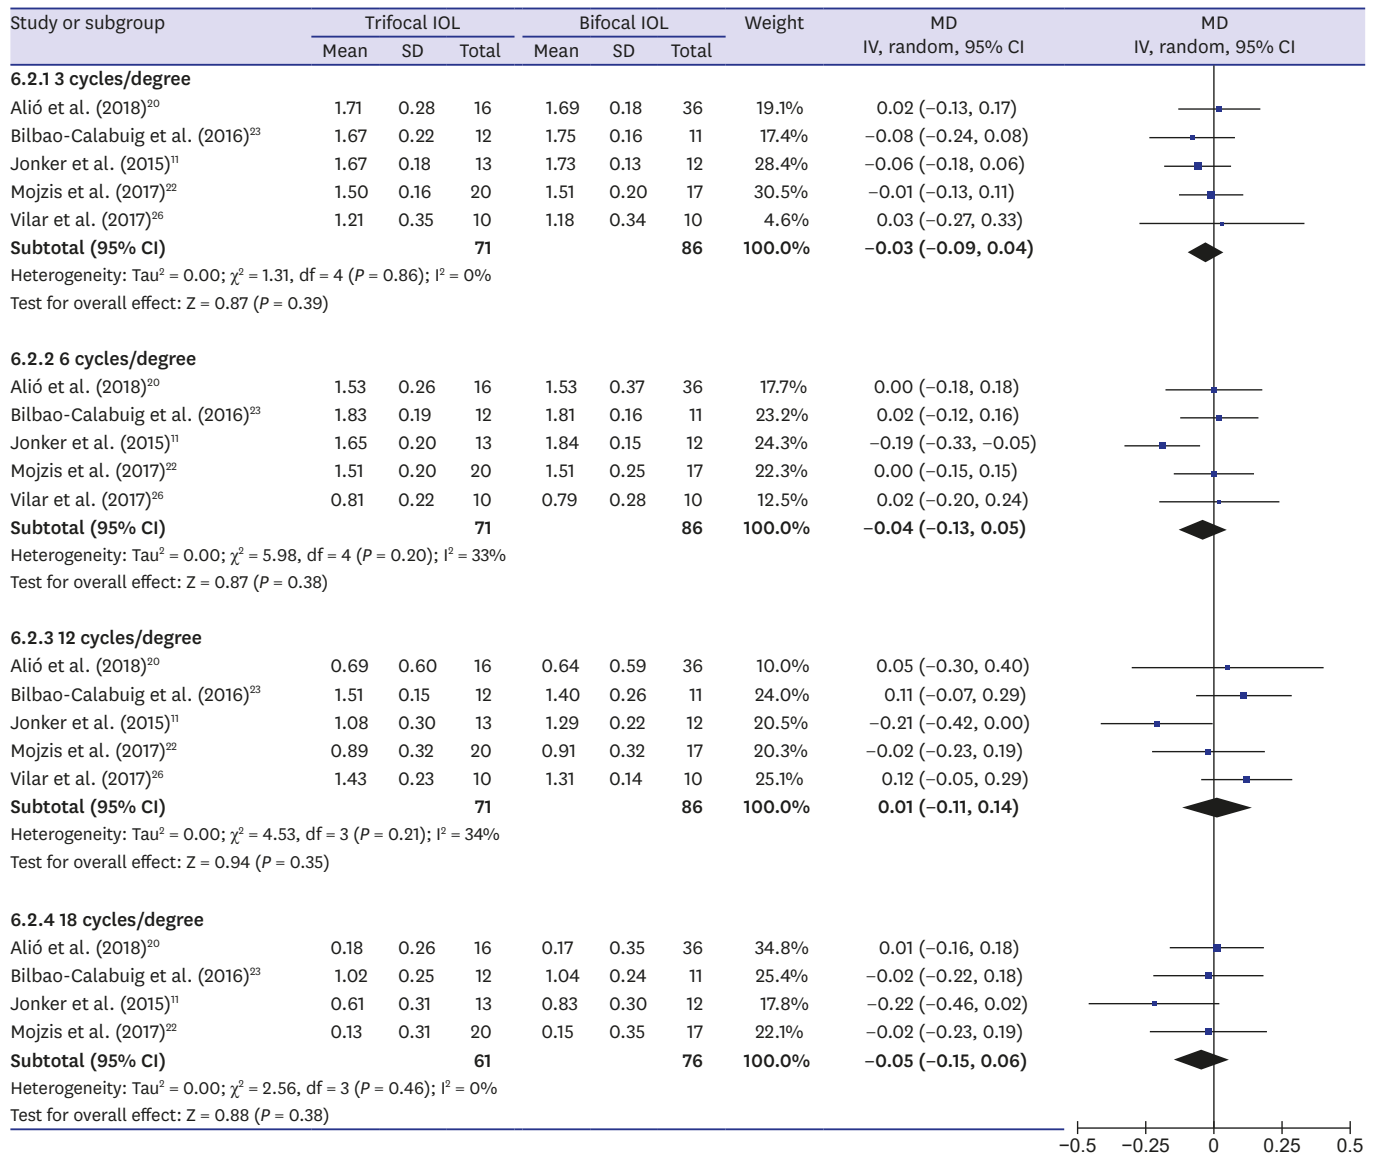 Study or subgroup Trifocal IOL Bifocal IOL Weight MD MD
Mean SD Total Mean SD Total IV, random, 95% CI IV, random, 95% CI
6.2.1 3 cycles/degree
Alió et al. (2018)²⁰ 1.71 0.28 16 1.69 0.18 36 19.1% 0.02 (−0.13, 0.17)
Bilbao-Calabuig et al. (2016)²³ 1.67 0.22 12 1.75 0.16 11 17.4% −0.08 (−0.24, 0.08)
Jonker et al. (2015)¹¹ 1.67 0.18 13 1.73 0.13 12 28.4% −0.06 (−0.18, 0.06)
Mojzis et al. (2017)²² 1.50 0.16 20 1.51 0.20 17 30.5% −0.01 (−0.13, 0.11)
Vilar et al. (2017)²⁶ 1.21 0.35 10 1.18 0.34 10 4.6% 0.03 (−0.27, 0.33)
Subtotal (95% CI) 71 86 100.0% −0.03 (−0.09, 0.04)
Heterogeneity: Tau² = 0.00; χ² = 1.31, df = 4 (P = 0.86); I² = 0%
Test for overall effect: Z = 0.87 (P = 0.39)
6.2.2 6 cycles/degree
Alió et al. (2018)²⁰ 1.53 0.26 16 1.53 0.37 36 17.7% 0.00 (−0.18, 0.18)
Bilbao-Calabuig et al. (2016)²³ 1.83 0.19 12 1.81 0.16 11 23.2% 0.02 (−0.12, 0.16)
Jonker et al. (2015)¹¹ 1.65 0.20 13 1.84 0.15 12 24.3% −0.19 (−0.33, −0.05)
Mojzis et al. (2017)²² 1.51 0.20 20 1.51 0.25 17 22.3% 0.00 (−0.15, 0.15)
Vilar et al. (2017)²⁶ 0.81 0.22 10 0.79 0.28 10 12.5% 0.02 (−0.20, 0.24)
Subtotal (95% CI) 71 86 100.0% −0.04 (−0.13, 0.05)
Heterogeneity: Tau² = 0.00; χ² = 5.98, df = 4 (P = 0.20); I² = 33%
Test for overall effect: Z = 0.87 (P = 0.38)
6.2.3 12 cycles/degree
Alió et al. (2018)²⁰ 0.69 0.60 16 0.64 0.59 36 10.0% 0.05 (−0.30, 0.40)
Bilbao-Calabuig et al. (2016)²³ 1.51 0.15 12 1.40 0.26 11 24.0% 0.11 (−0.07, 0.29)
Jonker et al. (2015)¹¹ 1.08 0.30 13 1.29 0.22 12 20.5% −0.21 (−0.42, 0.00)
Mojzis et al. (2017)²² 0.89 0.32 20 0.91 0.32 17 20.3% −0.02 (−0.23, 0.19)
Vilar et al. (2017)²⁶ 1.43 0.23 10 1.31 0.14 10 25.1% 0.12 (−0.05, 0.29)
Subtotal (95% CI) 71 86 100.0% 0.01 (−0.11, 0.14)
Heterogeneity: Tau² = 0.00; χ² = 4.53, df = 3 (P = 0.21); I² = 34%
Test for overall effect: Z = 0.94 (P = 0.35)
6.2.4 18 cycles/degree
Alió et al. (2018)²⁰ 0.18 0.26 16 0.17 0.35 36 34.8% 0.01 (−0.16, 0.18)
Bilbao-Calabuig et al. (2016)²³ 1.02 0.25 12 1.04 0.24 11 25.4% −0.02 (−0.22, 0.18)
Jonker et al. (2015)¹¹ 0.61 0.31 13 0.83 0.30 12 17.8% −0.22 (−0.46, 0.02)
Mojzis et al. (2017)²² 0.13 0.31 20 0.15 0.35 17 22.1% −0.02 (−0.23, 0.19)
Subtotal (95% CI) 61 76 100.0% −0.05 (−0.15, 0.06)
Heterogeneity: Tau² = 0.00; χ² = 2.56, df = 3 (P = 0.46); I² = 0%
Test for overall effect: Z = 0.88 (P = 0.38)
−0.5 −0.25 0 0.25 0.5